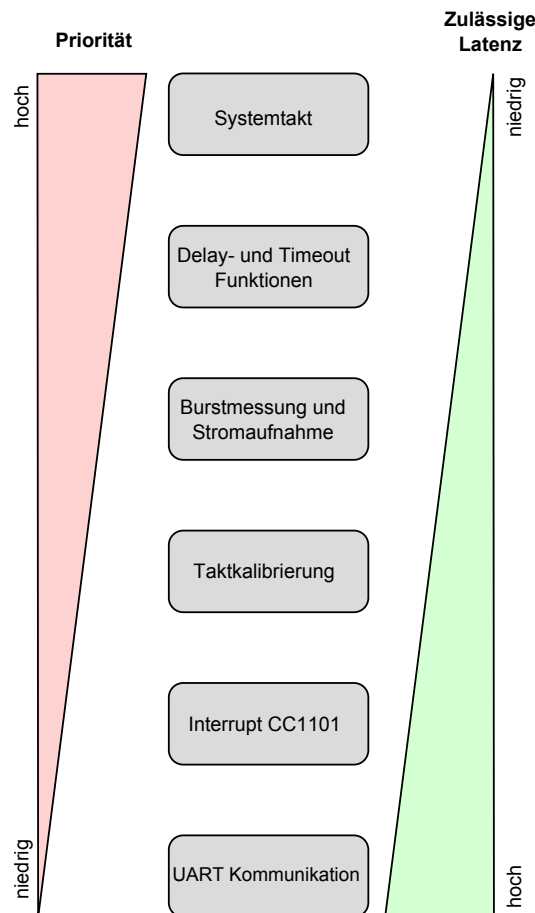 Priorität
Zulässige
Latenz
hoch
niedrig
Systemtakt
Delay- und Timeout
Funktionen
Burstmessung und
Stromaufnahme
Taktkalibrierung
Interrupt CC1101
UART Kommunikation
niedrig
hoch